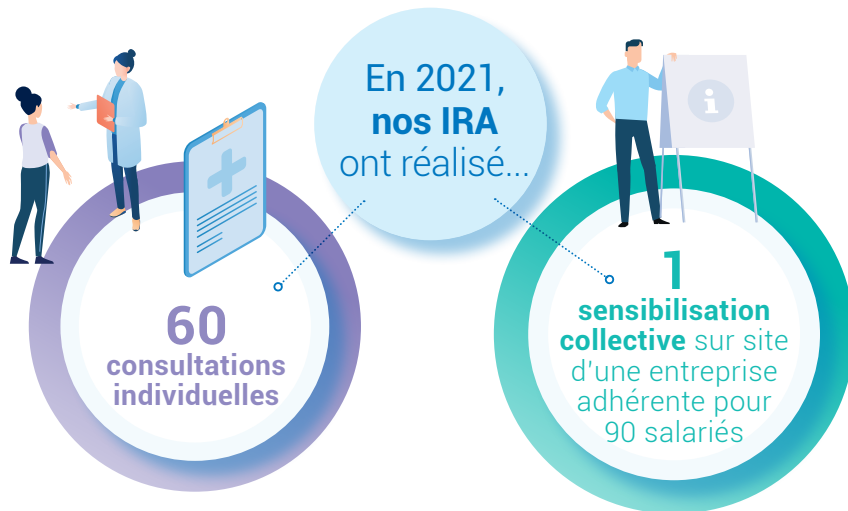 En 2021,
nos IRA
ont réalisé...
60
consultations
individuelles
1
sensibilisation
collective sur site
d'une entreprise
adhérente pour
90 salariés